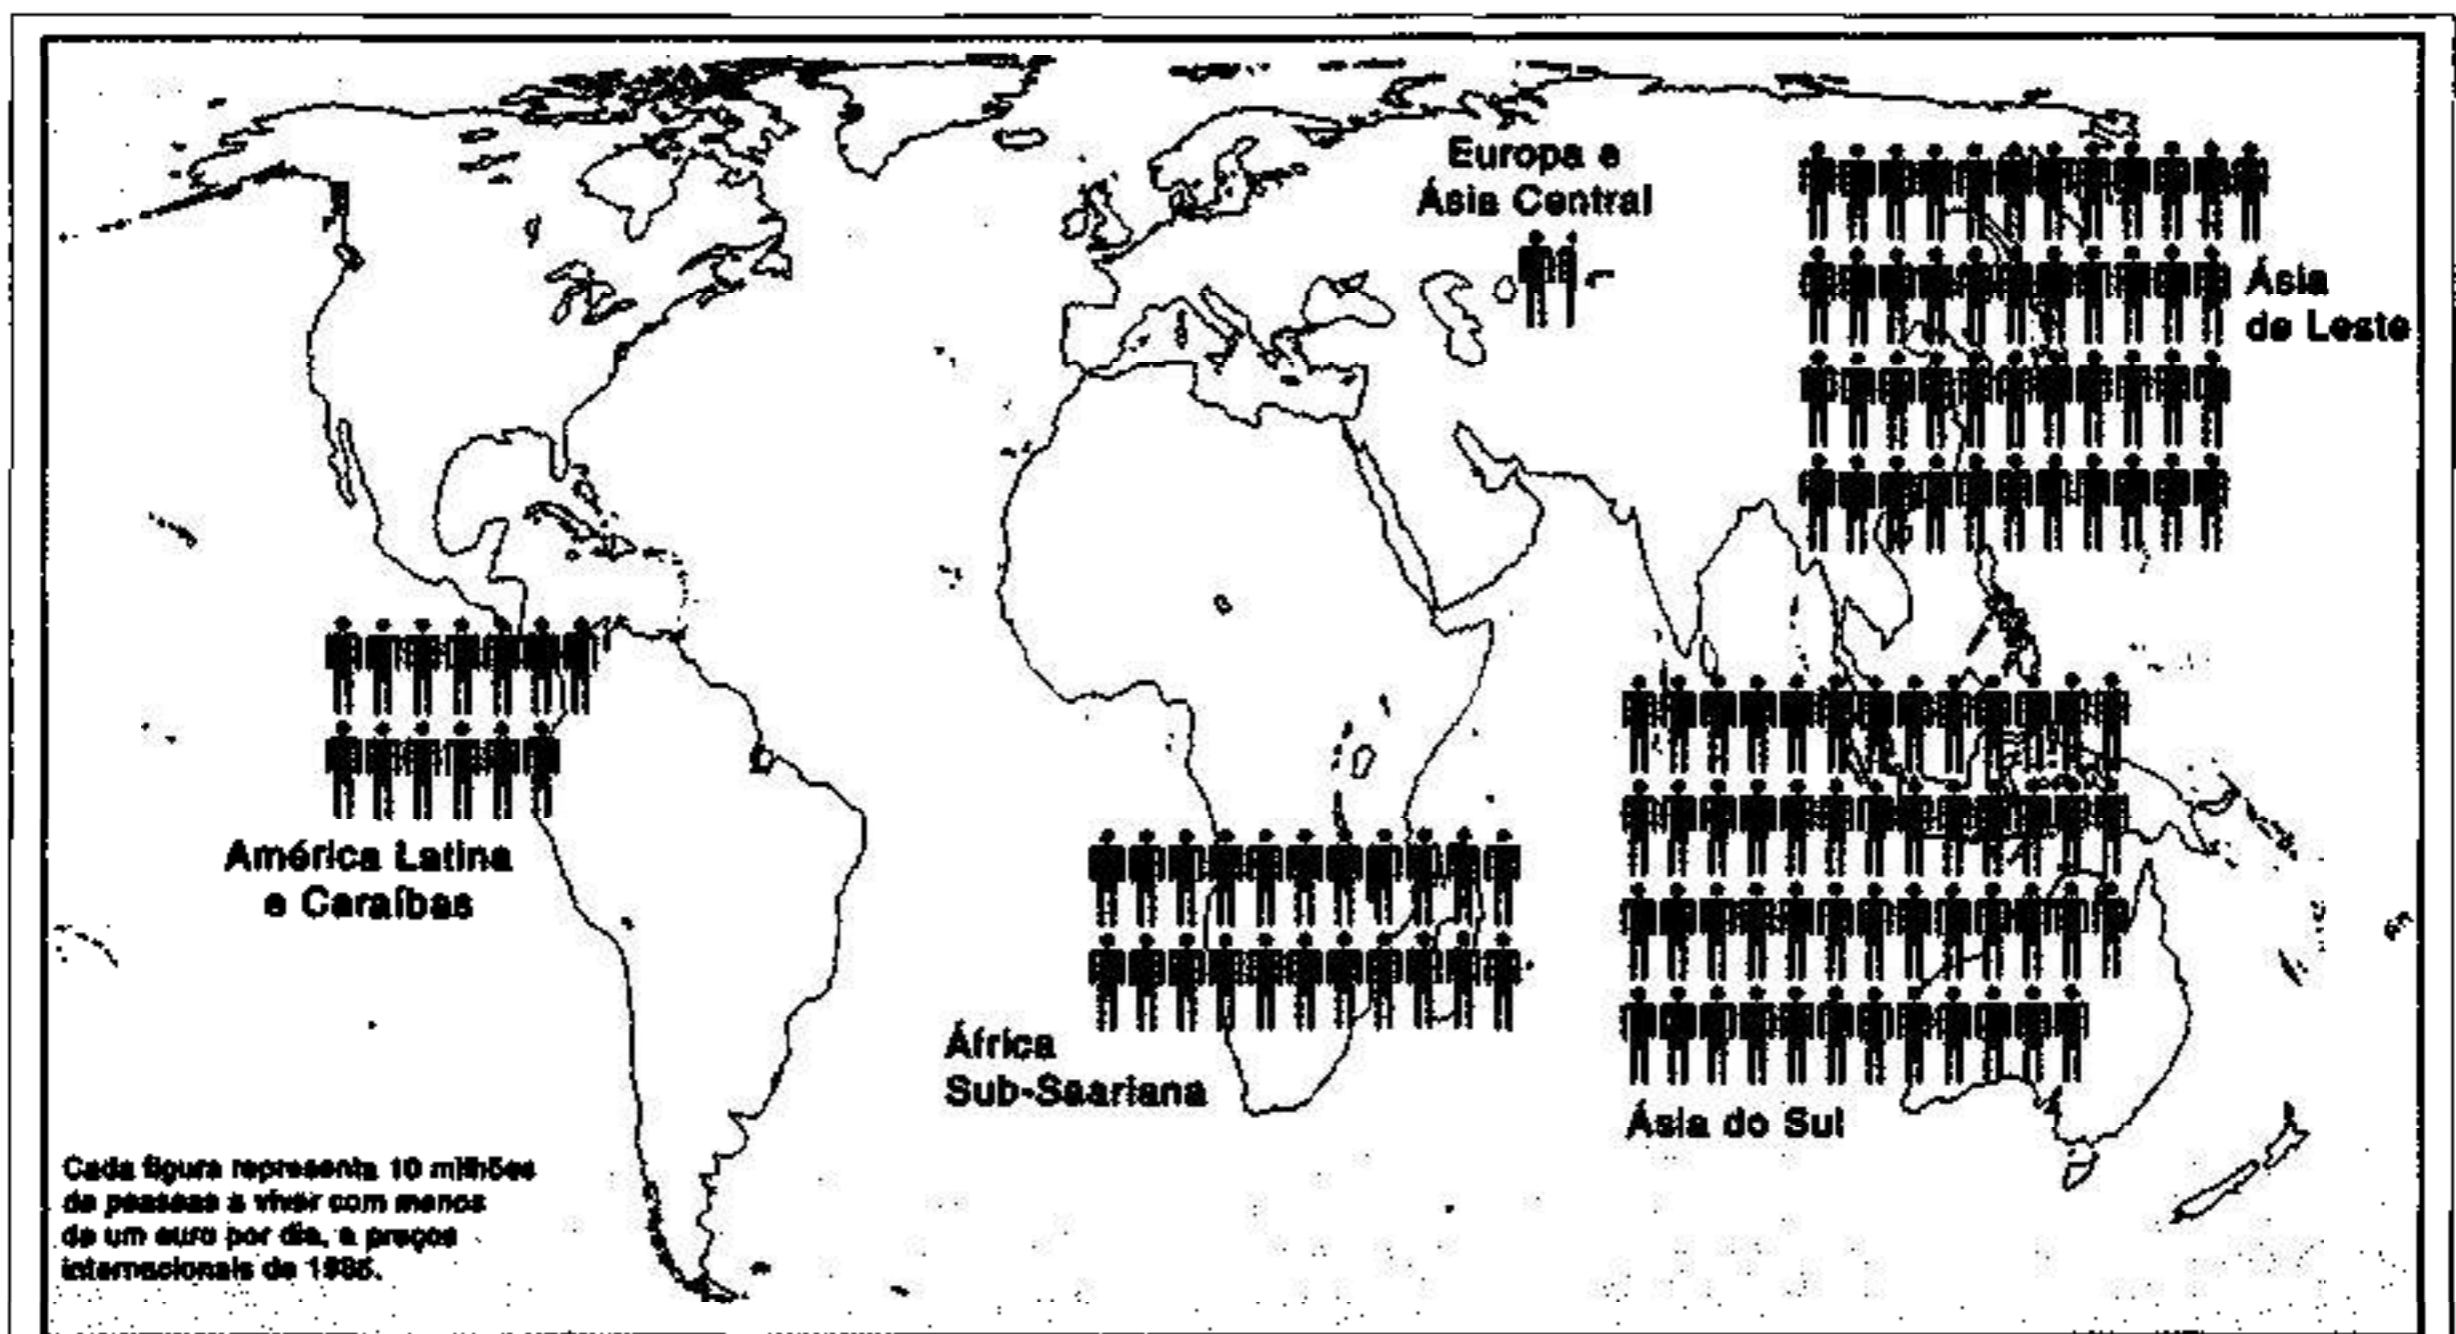 Europa e
Ásia Central
Ásia
de Leste
América Latina
e Caraíbas
África
Sub-Saariana
Ásia do Sul
Cada figura representa 10 milhões
de pessoas a viver com menos
de um euro por dia, a preços
internacionais de 1985.